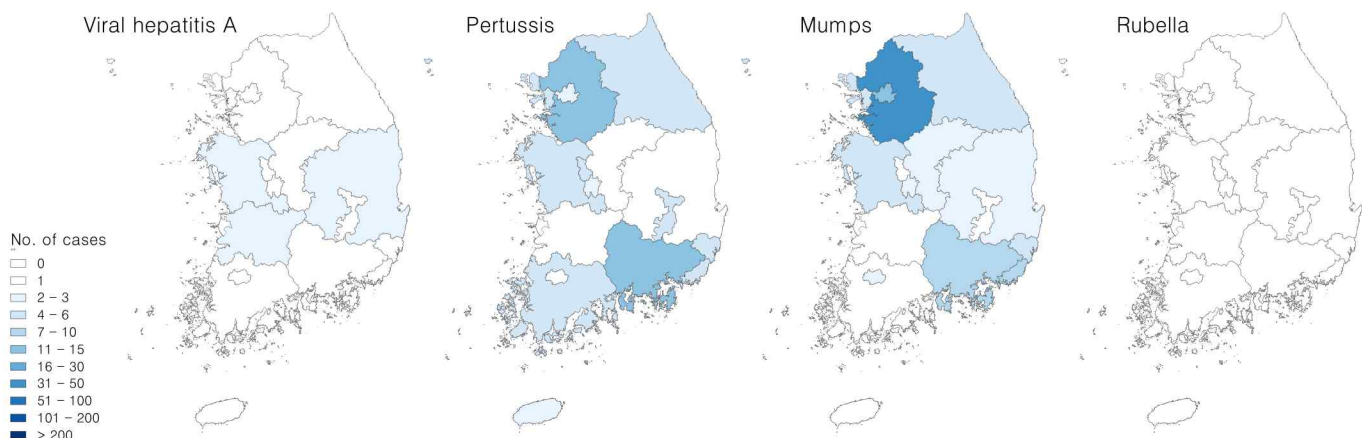 Viral hepatitis A
Pertussis
Mumps
Rubella
No. of cases
0
1
2 – 3
4 – 6
7 – 10
11 – 15
16 – 30
31 – 50
51 – 100
101 – 200
> 200